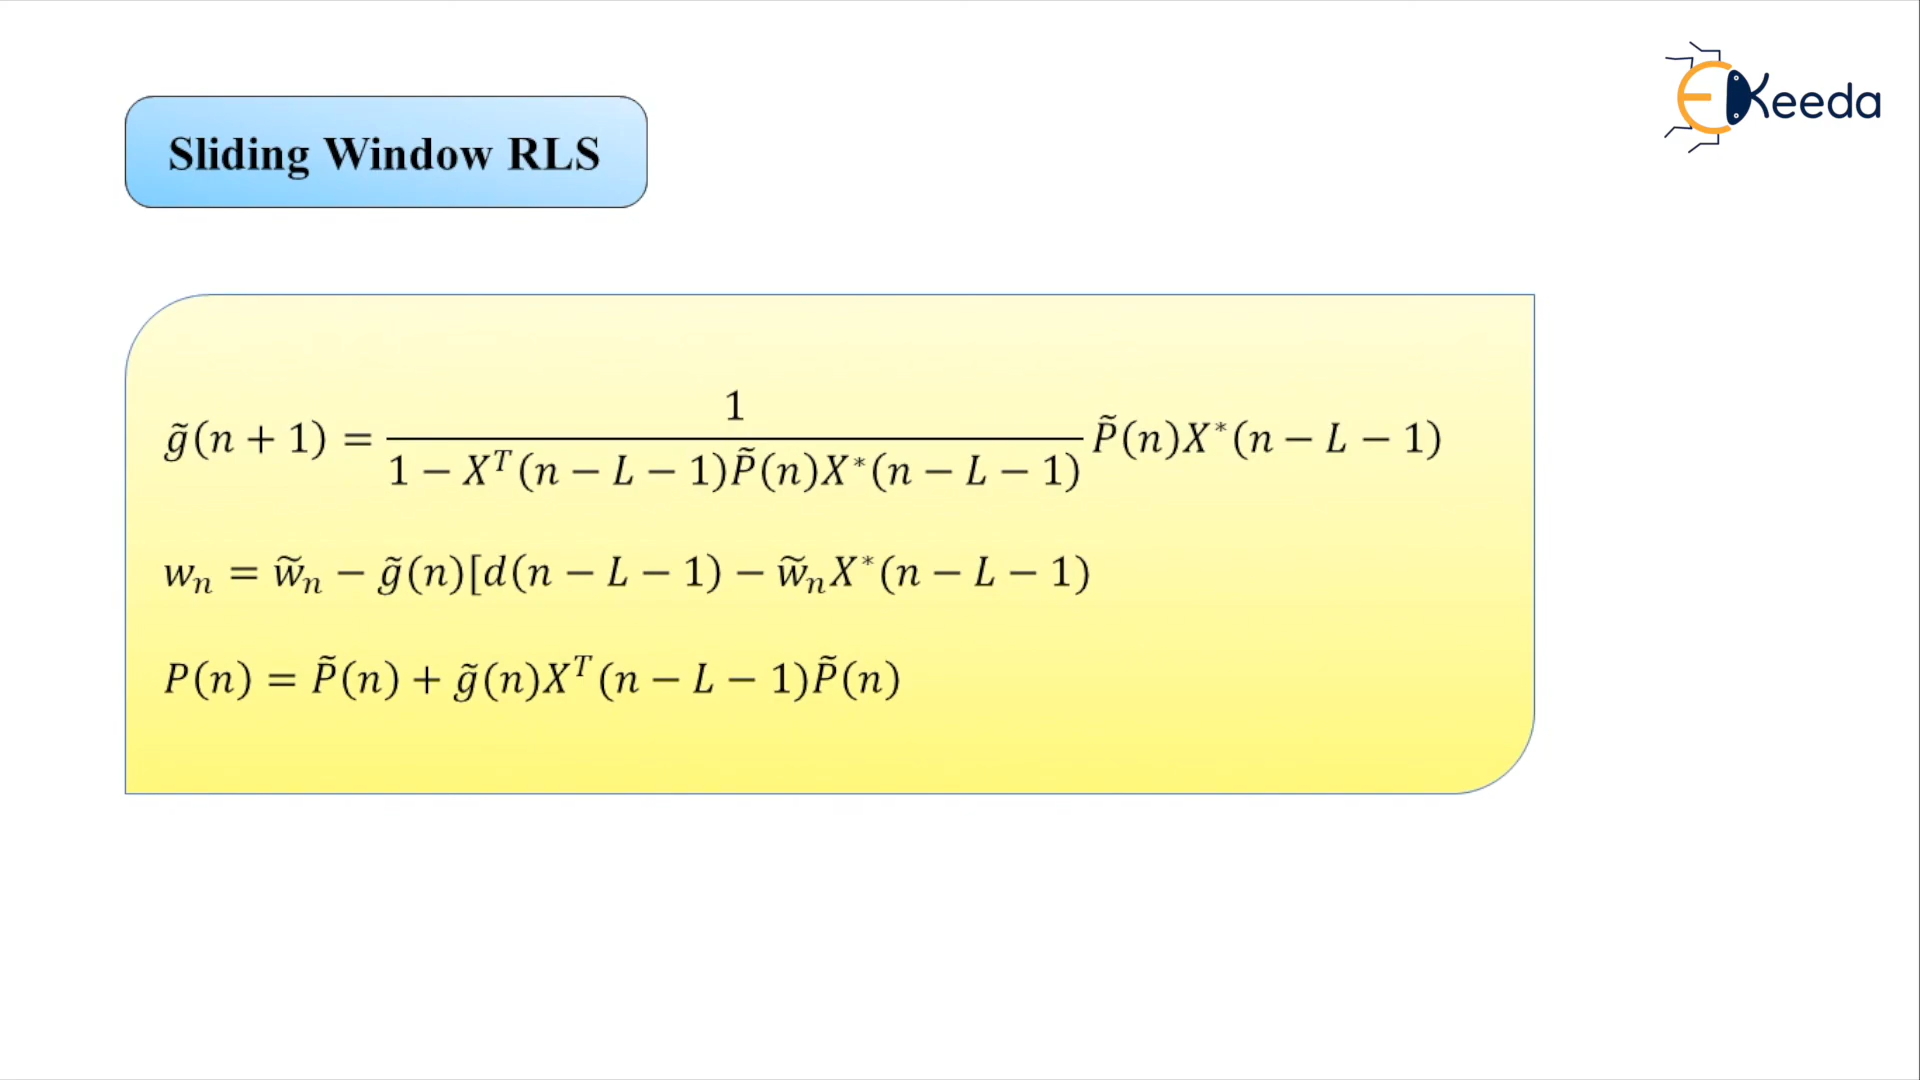 EKeeda
Sliding Window RLS
g̃(n + 1) = 1 / (1 − X^T(n − L − 1)P̃(n)X*(n − L − 1)) P̃(n)X*(n − L − 1)
w_n = w̃_n − g̃(n)[d(n − L − 1) − w̃_n X*(n − L − 1)
P(n) = P̃(n) + g̃(n)X^T(n − L − 1)P̃(n)